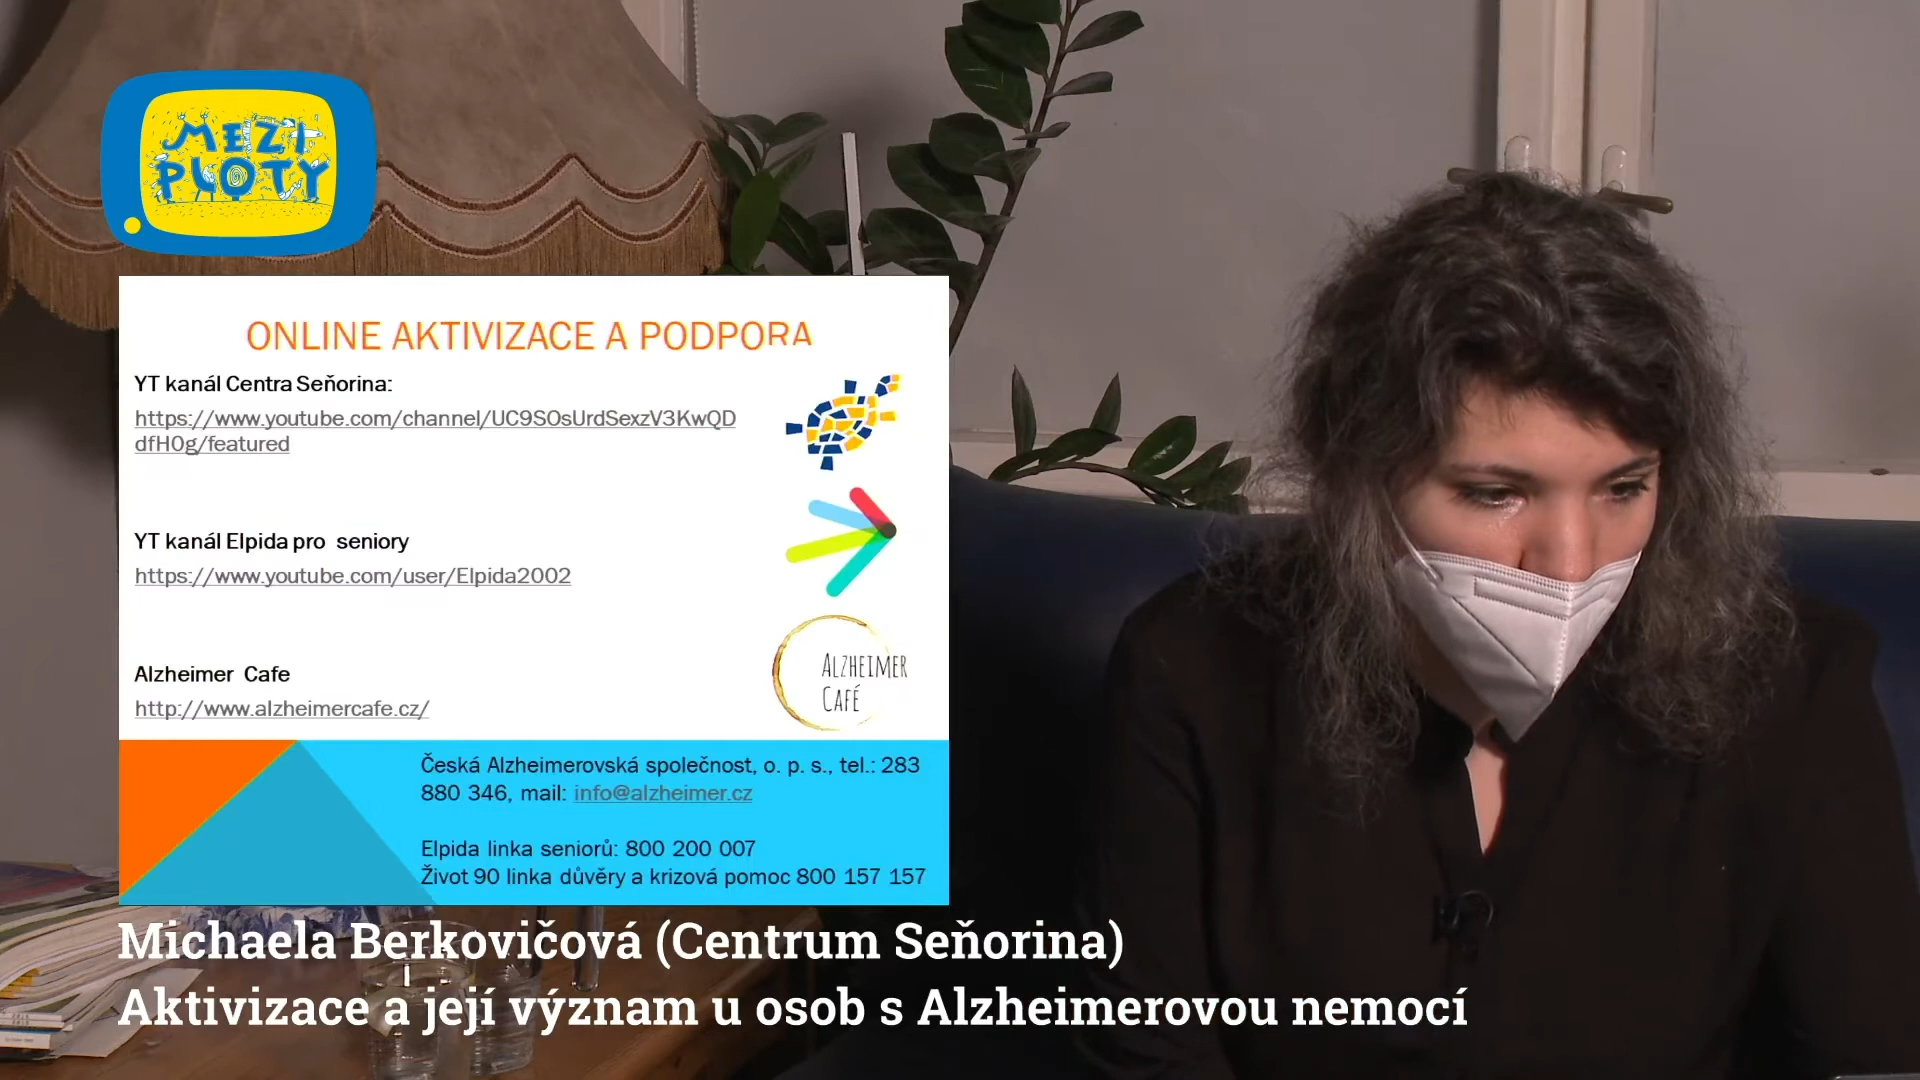 MEZI
PLOTY
ONLINE AKTIVIZACE A PODPORA
YT kanál Centra Seňorina:
https://www.youtube.com/channel/UC9SOsUrdSexzV3KwQD
dfH0g/featured
YT kanál Elpida pro seniory
https://www.youtube.com/user/Elpida2002
Alzheimer Cafe
http://www.alzheimercafe.cz/
ALZHEIMER
CAFÉ
Česká Alzheimerovská společnost, o. p. s., tel.: 283
880 346, mail: info@alzheimer.cz
Elpida linka seniorů: 800 200 007
Život 90 linka důvěry a krizová pomoc 800 157 157
Michaela Berkovičová (Centrum Seňorina)
Aktivizace a její význam u osob s Alzheimerovou nemocí